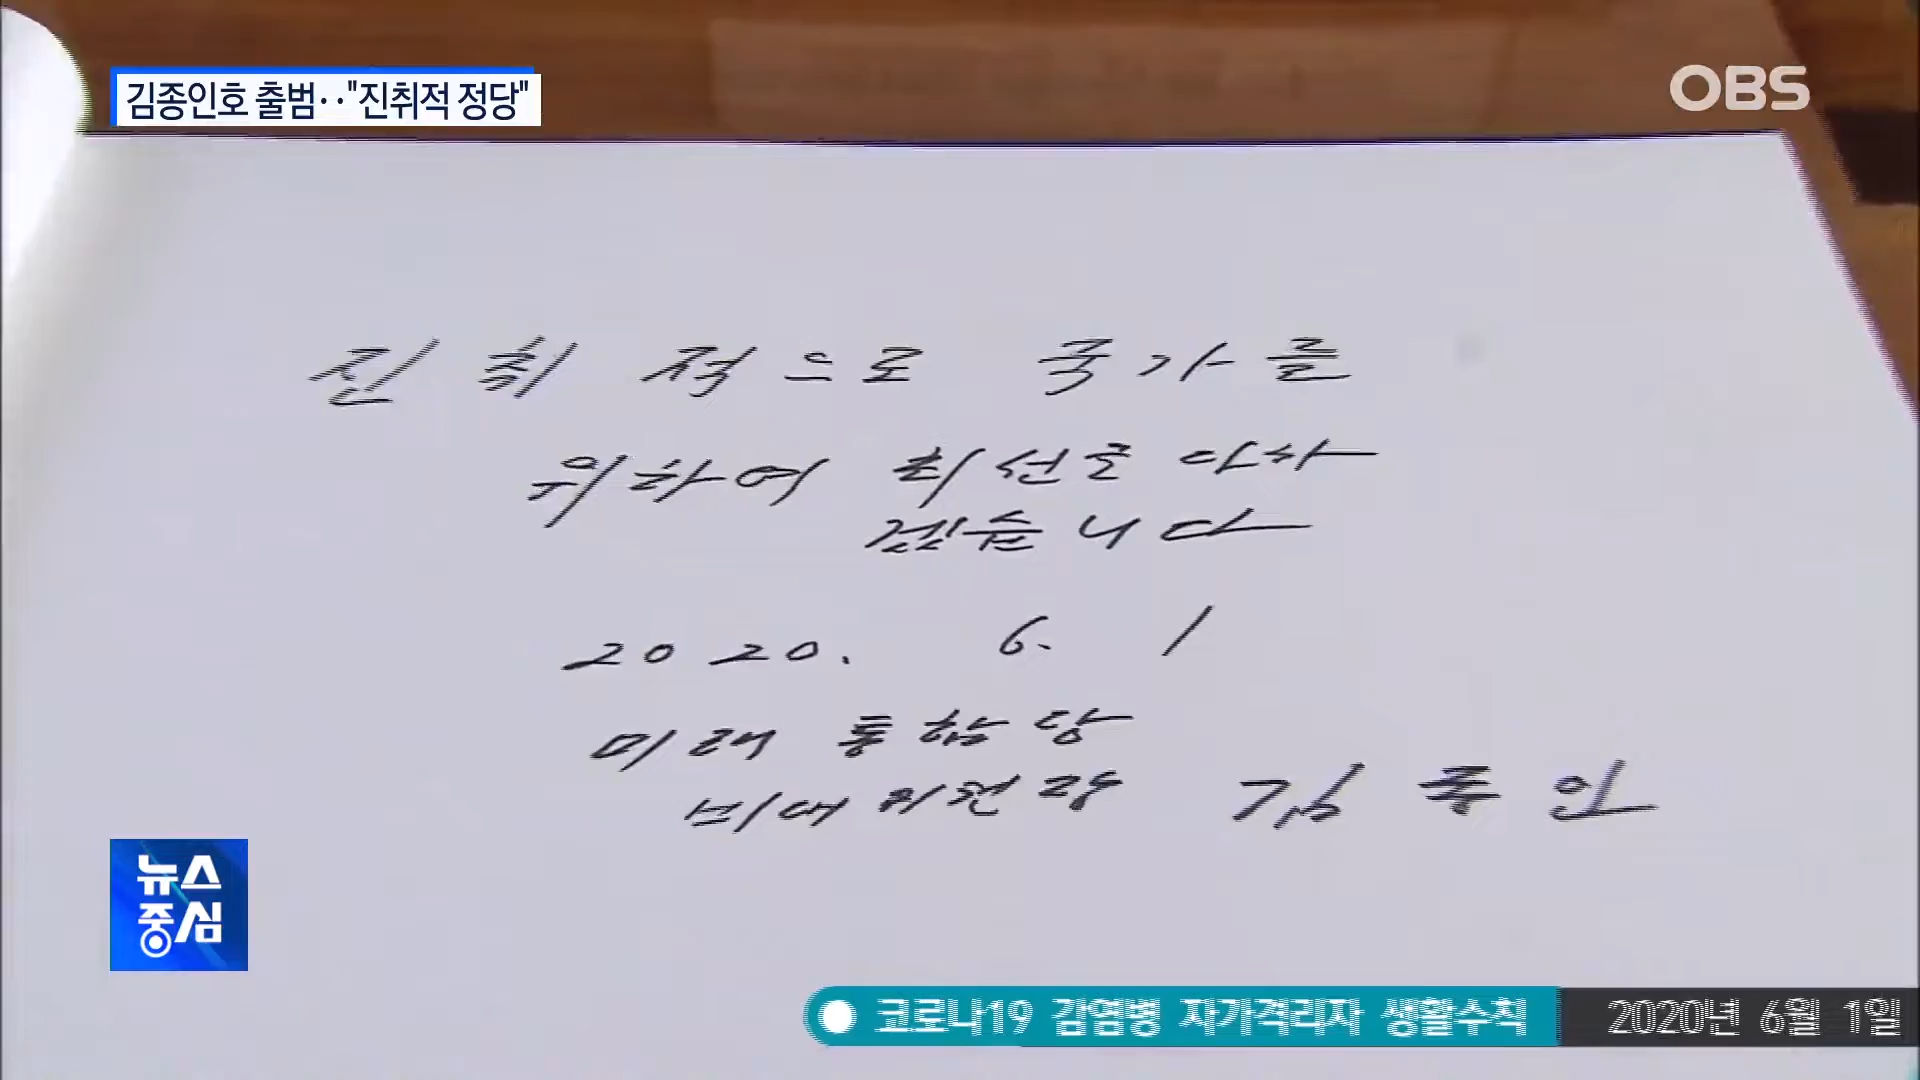 김종인호 출범··"진취적 정당"
OBS
진취적으로 국가를
위하여 최선을 다하
겠습니다
2020. 6. 1
미래통합당
비대위원장 김종인
뉴스
중심
코로나19 감염병 자가격리자 생활수칙 2020년 6월 1일